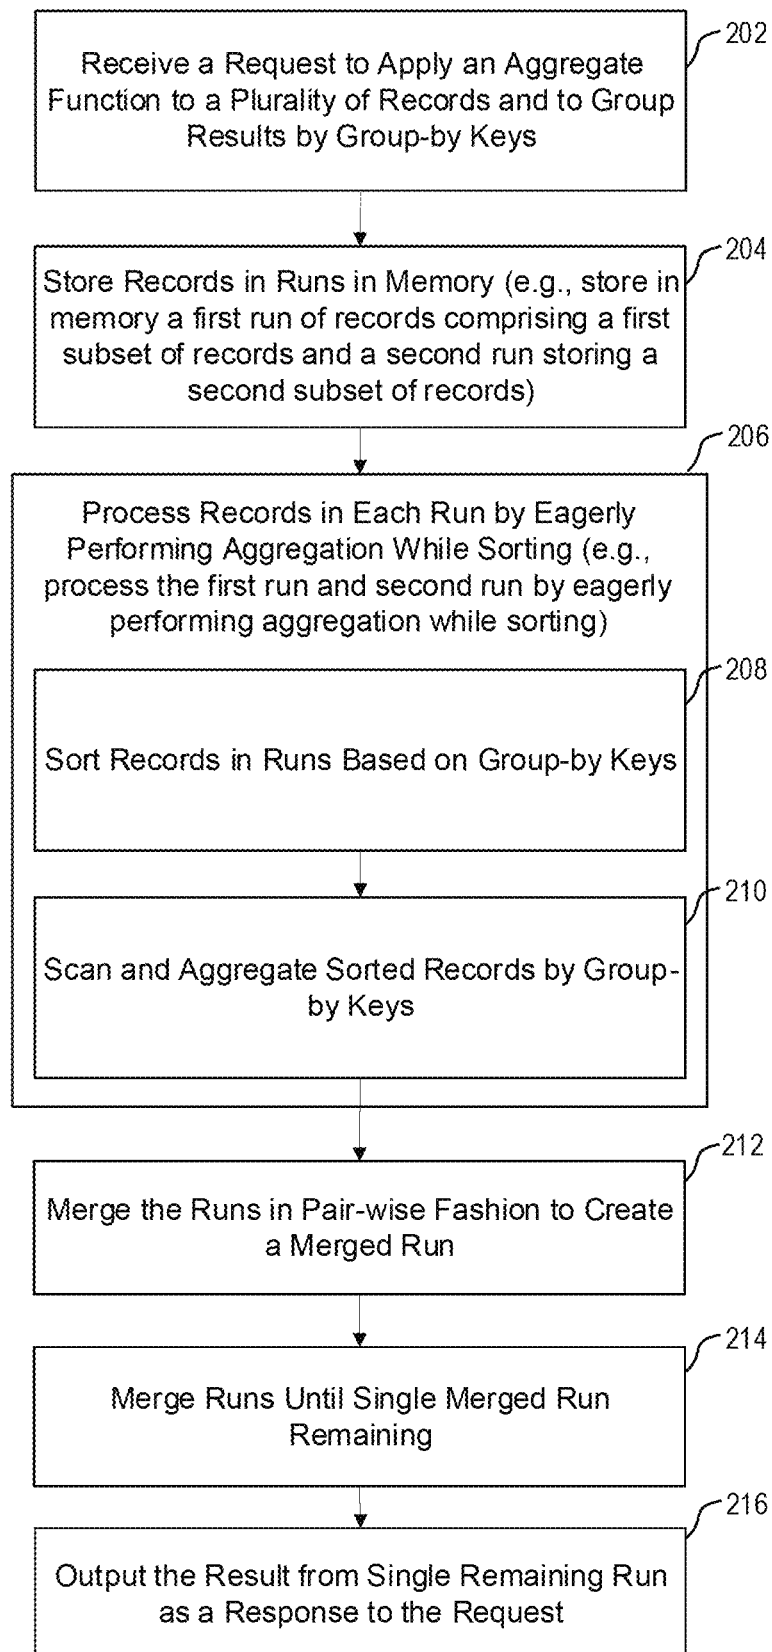 202
Receive a Request to Apply an Aggregate
Function to a Plurality of Records and to Group
Results by Group-by Keys
204
Store Records in Runs in Memory (e.g., store in
memory a first run of records comprising a first
subset of records and a second run storing a
second subset of records)
206
Process Records in Each Run by Eagerly
Performing Aggregation While Sorting (e.g.,
process the first run and second run by eagerly
performing aggregation while sorting)
208
Sort Records in Runs Based on Group-by Keys
210
Scan and Aggregate Sorted Records by Group-
by Keys
212
Merge the Runs in Pair-wise Fashion to Create
a Merged Run
214
Merge Runs Until Single Merged Run
Remaining
216
Output the Result from Single Remaining Run
as a Response to the Request